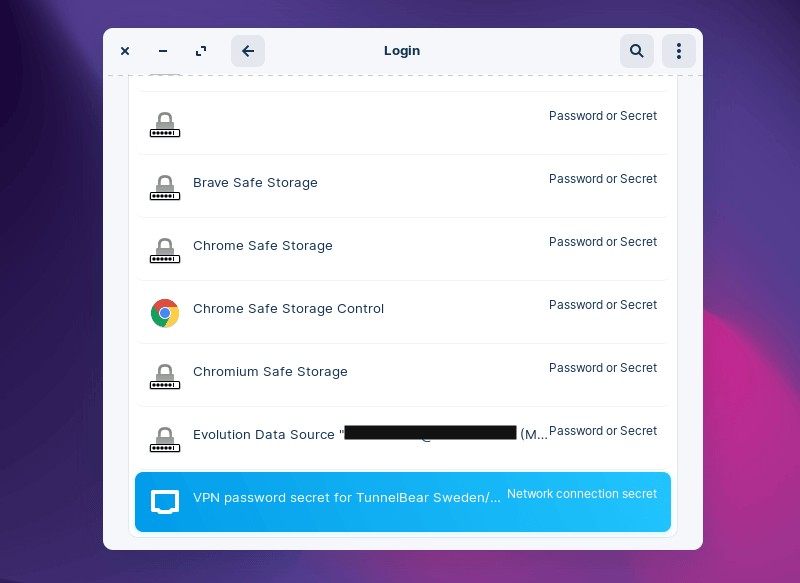 Login
Password or Secret
Brave Safe Storage Password or Secret
Chrome Safe Storage Password or Secret
Chrome Safe Storage Control Password or Secret
Chromium Safe Storage Password or Secret
Evolution Data Source " (M... Password or Secret
VPN password secret for TunnelBear Sweden/... Network connection secret